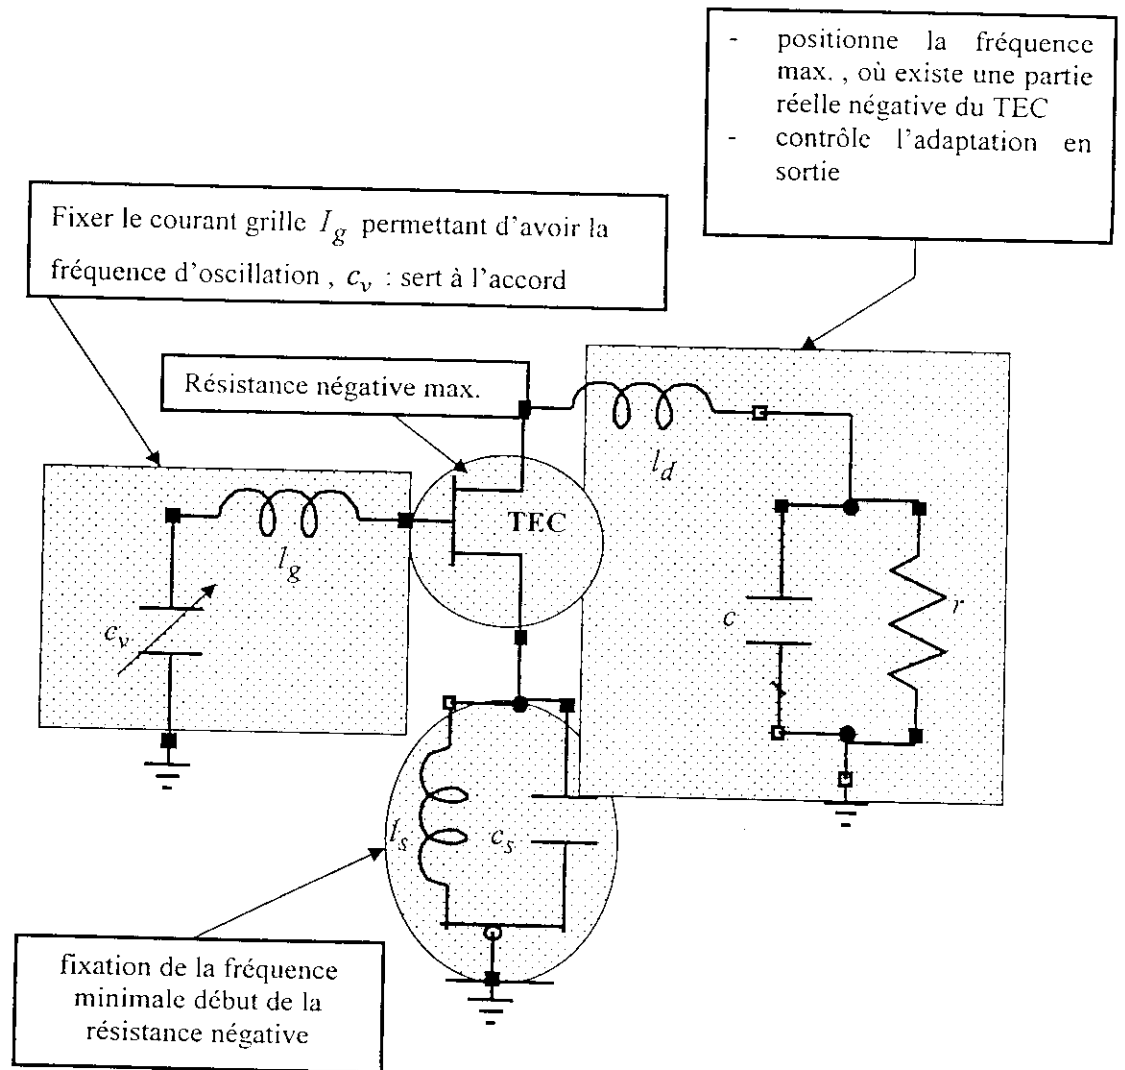 - positionne la fréquence
max. , où existe une partie
réelle négative du TEC
- contrôle l'adaptation en
sortie
Fixer le courant grille I_g permettant d'avoir la
fréquence d'oscillation , c_v : sert à l'accord
Résistance négative max.
l_d
TEC
l_g
c_v
c
r
l_s
c_s
fixation de la fréquence
minimale début de la
résistance négative